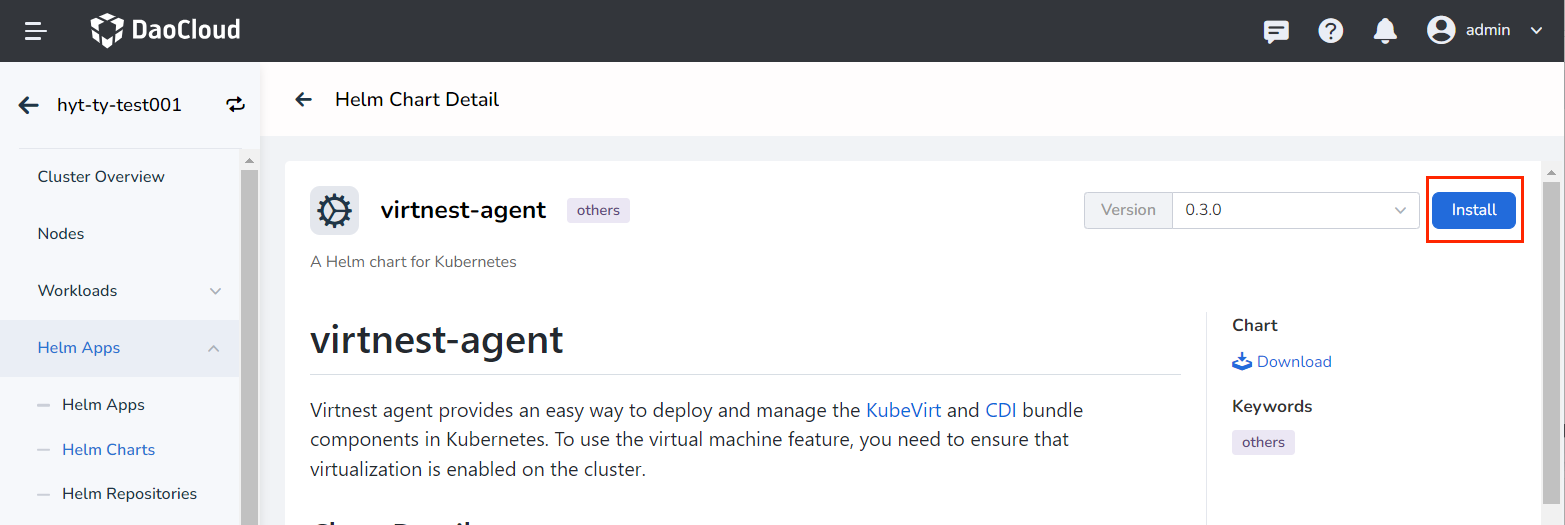 DaoCloud
admin
hyt-ty-test001
Cluster Overview
Nodes
Workloads
Helm Apps
Helm Apps
Helm Charts
Helm Repositories
Helm Chart Detail
virtnest-agent
others
Version
0.3.0
Install
A Helm chart for Kubernetes
virtnest-agent
Virtnest agent provides an easy way to deploy and manage the KubeVirt and CDI bundle
components in Kubernetes. To use the virtual machine feature, you need to ensure that
virtualization is enabled on the cluster.
Chart
Download
Keywords
others